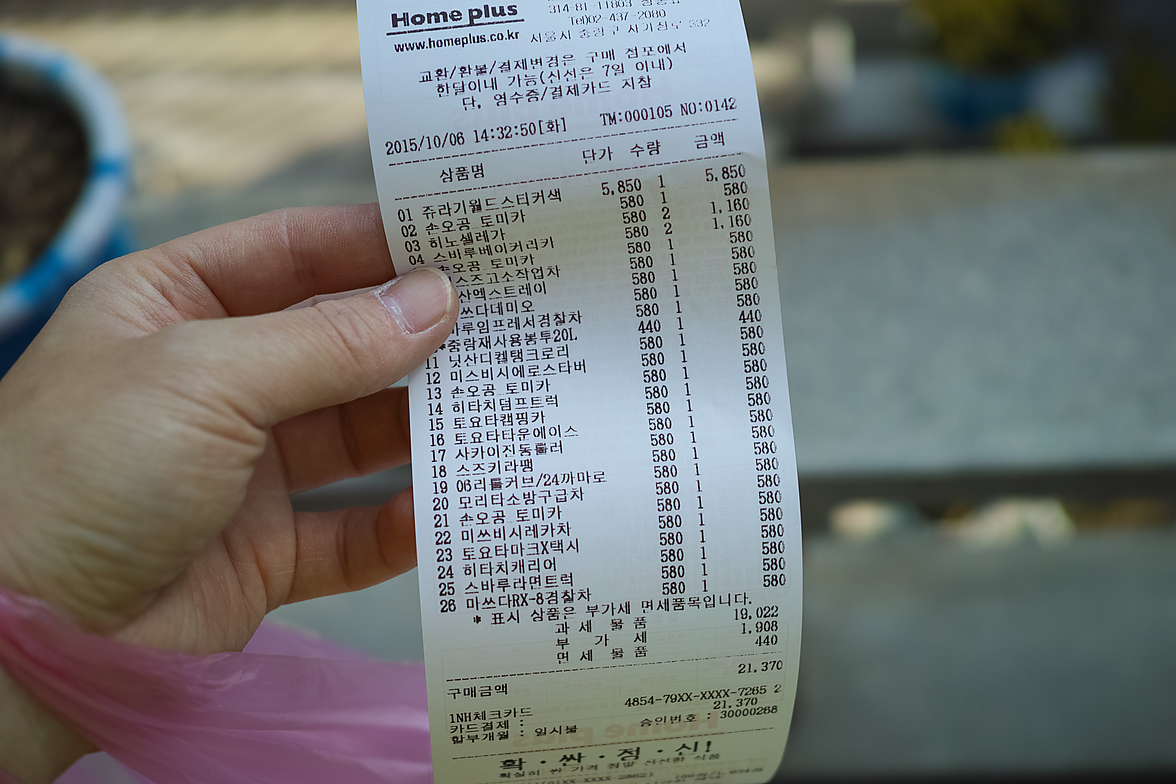 Home plus
314-81-11803
Tel02-437-2080
www.homeplus.co.kr
교환/환불/결제변경은 구매 점포에서
한달이내 가능(신선은 7일 이내)
단, 영수증/결제카드 지참
2015/10/06 14:32:50[화] TM:000105 NO:0142
상품명 단가 수량 금액
01 쥬라기월드스티커색 5,850 1 5,850
02 손오공 토미카 580 1 580
03 히노셀레가 580 2 1,160
04 스바루베이커리카 580 2 1,160
손오공 토미카 580 1 580
스즈고소작업차 580 1 580
산엑스트레이 580 1 580
쓰다데미오 580 1 580
루임프레서경찰차 580 1 580
*중랑재사용봉투20L 440 1 440
11 닛산디켈탱크로리 580 1 580
12 미스비시에로스타버 580 1 580
13 손오공 토미카 580 1 580
14 히타치덤프트럭 580 1 580
15 토요타캠핑카 580 1 580
16 토요타타운에이스 580 1 580
17 사카이진동롤러 580 1 580
18 스즈키라팽 580 1 580
19 06리틀커브/24까마로 580 1 580
20 모리타소방구급차 580 1 580
21 손오공 토미카 580 1 580
22 미쓰비시레카차 580 1 580
23 토요타마크X택시 580 1 580
24 히타치캐리어 580 1 580
25 스바루라면트럭 580 1 580
26 마쓰다RX-8경찰차 580 1 580
* 표시 상품은 부가세 면세품목입니다.
과 세 물 품 19,022
부 가 세 1,908
면 세 물 품 440
구매금액 21,370
1NH체크카드 4854-79XX-XXXX-7265 2
카드결제 : 21,370
할부개월 : 일시불 승인번호 : 30000268
확·싼·정·신!
확실히 싼 가격 정말 신선한 식품